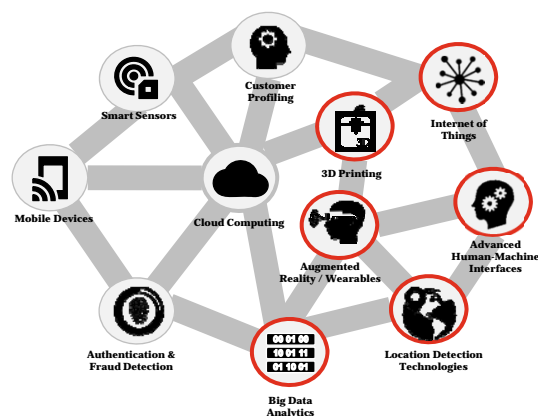 Customer
Profiling
Smart Sensors
Internet of
Things
3D Printing
Mobile Devices
Cloud Computing
Advanced
Human-Machine
Interfaces
Augmented
Reality / Wearables
Authentication &
Fraud Detection
Location Detection
Technologies
00 01 00
10 01 11
01 10 01
Big Data
Analytics